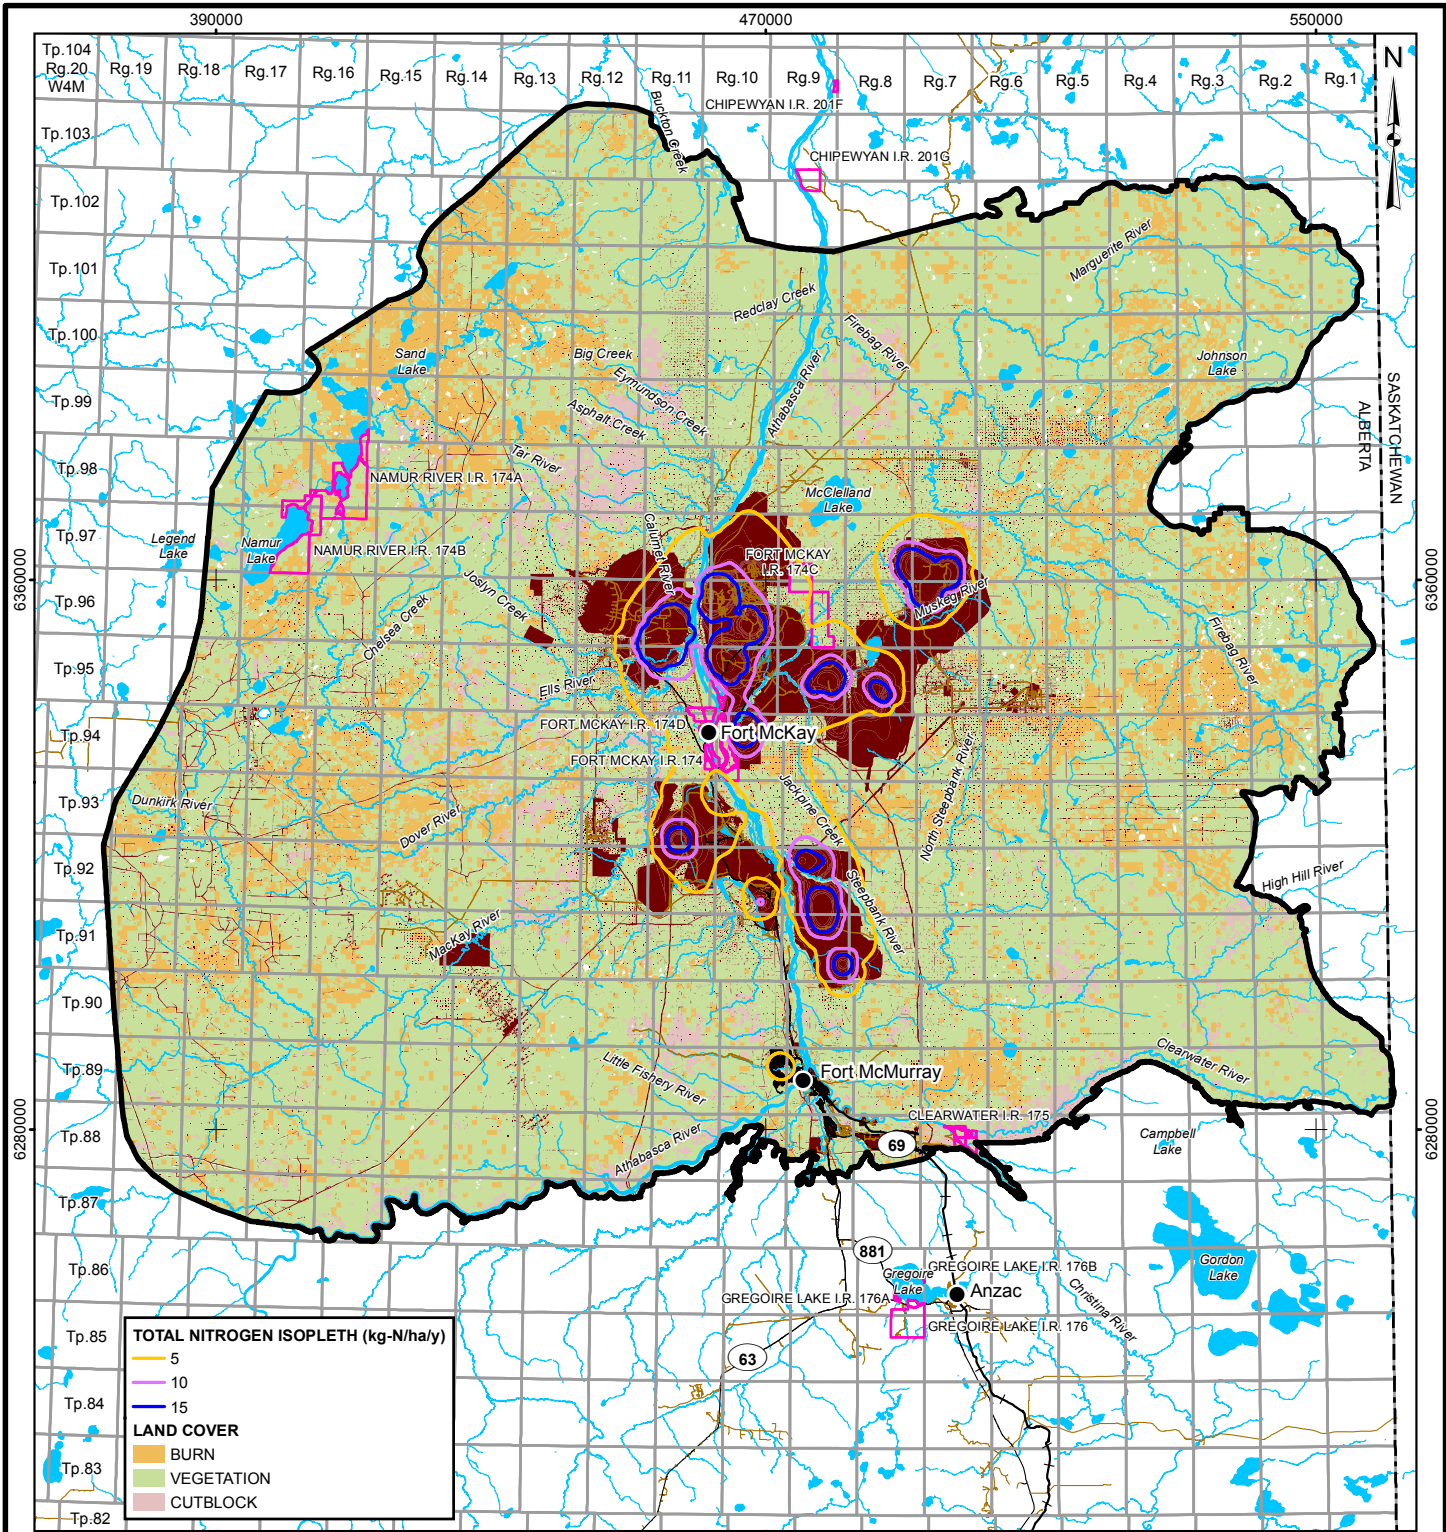 390000
470000
550000
Tp.104
Rg.20
W4M
Rg.19
Rg.18
Rg.17
Rg.16
Rg.15
Rg.14
Rg.13
Rg.12
Rg.11
Rg.10
Rg.9
Rg.8
Rg.7
Rg.6
Rg.5
Rg.4
Rg.3
Rg.2
Rg.1
N
CHIPEWYAN I.R. 201F
Buckton Creek
Tp.103
CHIPEWYAN I.R. 201G
Tp.102
Marguerite River
Tp.101
Redclay Creek
Tp.100
Firebag River
Sand
Lake
Big Creek
Johnson
Lake
Athabasca River
Eymundson Creek
Tp.99
Asphalt Creek
SASKATCHEWAN
ALBERTA
Tar River
Tp.98
NAMUR RIVER I.R. 174A
McClelland
Lake
Tp.97
Legend
Lake
Namur
Lake
NAMUR RIVER I.R. 174B
Calumet River
FORT MCKAY
I.R. 174C
6360000
6360000
Tp.96
Joslyn Creek
Muskeg River
Chelsea Creek
Firebag River
Tp.95
Ells River
Tp.94
FORT MCKAY I.R. 174D
Fort McKay
FORT MCKAY I.R.174
North Steepbank River
Tp.93
Dunkirk River
Dover River
Jackpine Creek
Tp.92
High Hill River
Steepbank River
Tp.91
MacKay River
Tp.90
Tp.89
Little Fishery River
Fort McMurray
Clearwater River
CLEARWATER I.R. 175
6280000
6280000
Tp.88
Athabasca River
69
Campbell
Lake
Tp.87
881
Tp.86
Gregoire
Lake
GREGOIRE LAKE I.R. 176B
Gordon
Lake
GREGOIRE LAKE I.R. 176A
Anzac
Christina River
Tp.85
GREGOIRE LAKE I.R. 176
63
Tp.84
Tp.83
Tp.82
TOTAL NITROGEN ISOPLETH (kg-N/ha/y)
5
10
15
LAND COVER
BURN
VEGETATION
CUTBLOCK